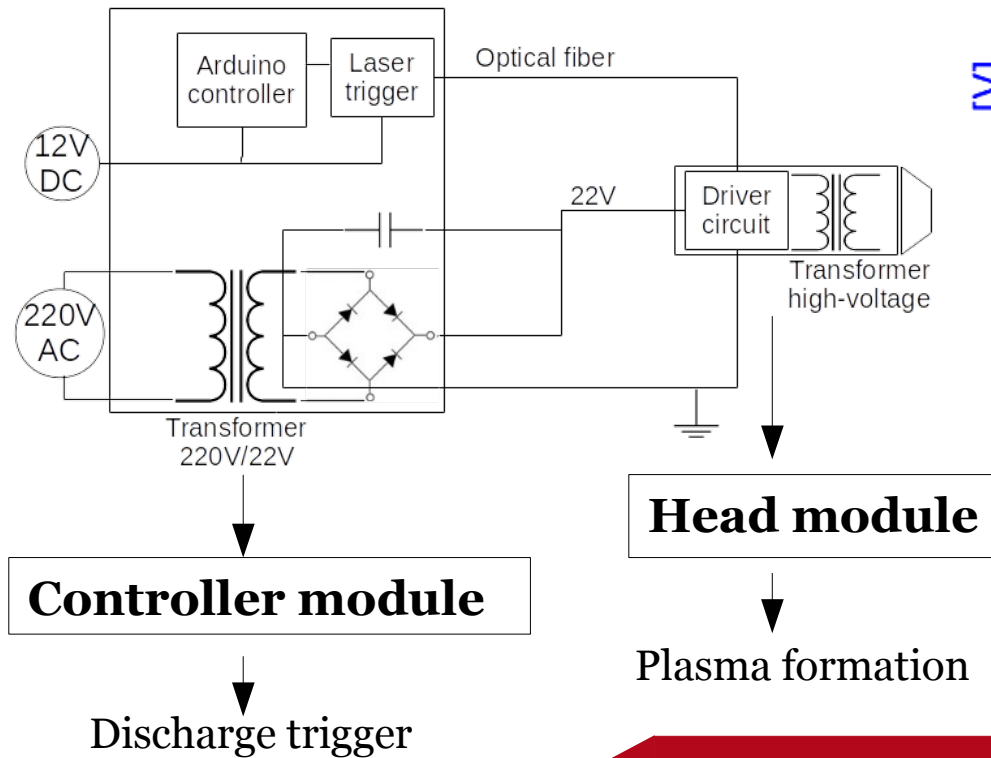 Arduino
controller
Laser
trigger
Optical fiber
12V
DC
22V
Driver
circuit
Transformer
high-voltage
220V
AC
Transformer
220V/22V
Head module
Controller module
Plasma formation
Discharge trigger